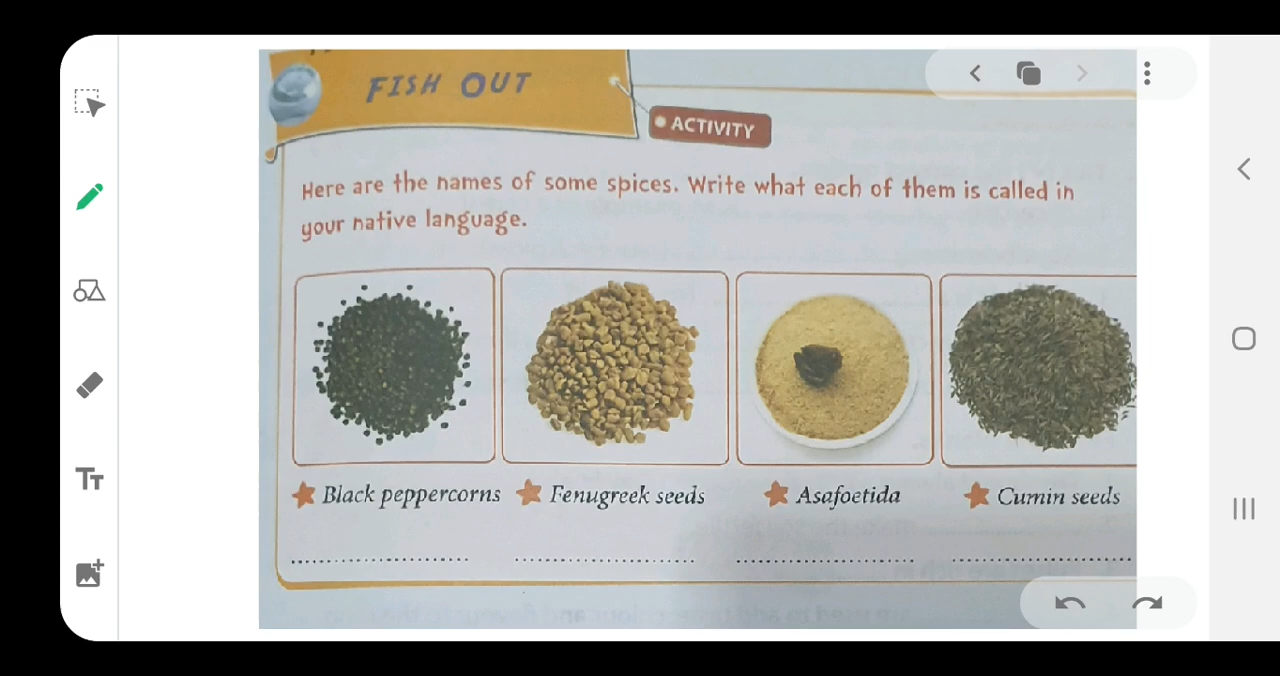 FISH OUT
ACTIVITY
Here are the names of some spices. Write what each of them is called in
your native language.
Black peppercorns
Fenugreek seeds
Asafoetida
Cumin seeds